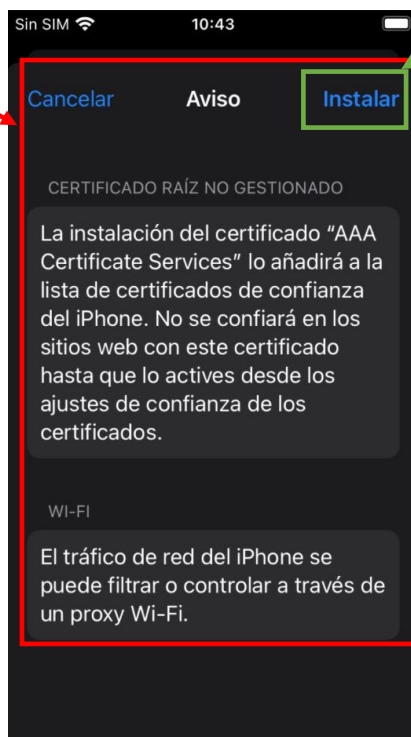 Sin SIM 10:43
Cancelar Aviso Instalar
CERTIFICADO RAÍZ NO GESTIONADO
La instalación del certificado “AAA
Certificate Services” lo añadirá a la
lista de certificados de confianza
del iPhone. No se confiará en los
sitios web con este certificado
hasta que lo actives desde los
ajustes de confianza de los
certificados.
WI-FI
El tráfico de red del iPhone se
puede filtrar o controlar a través de
un proxy Wi-Fi.